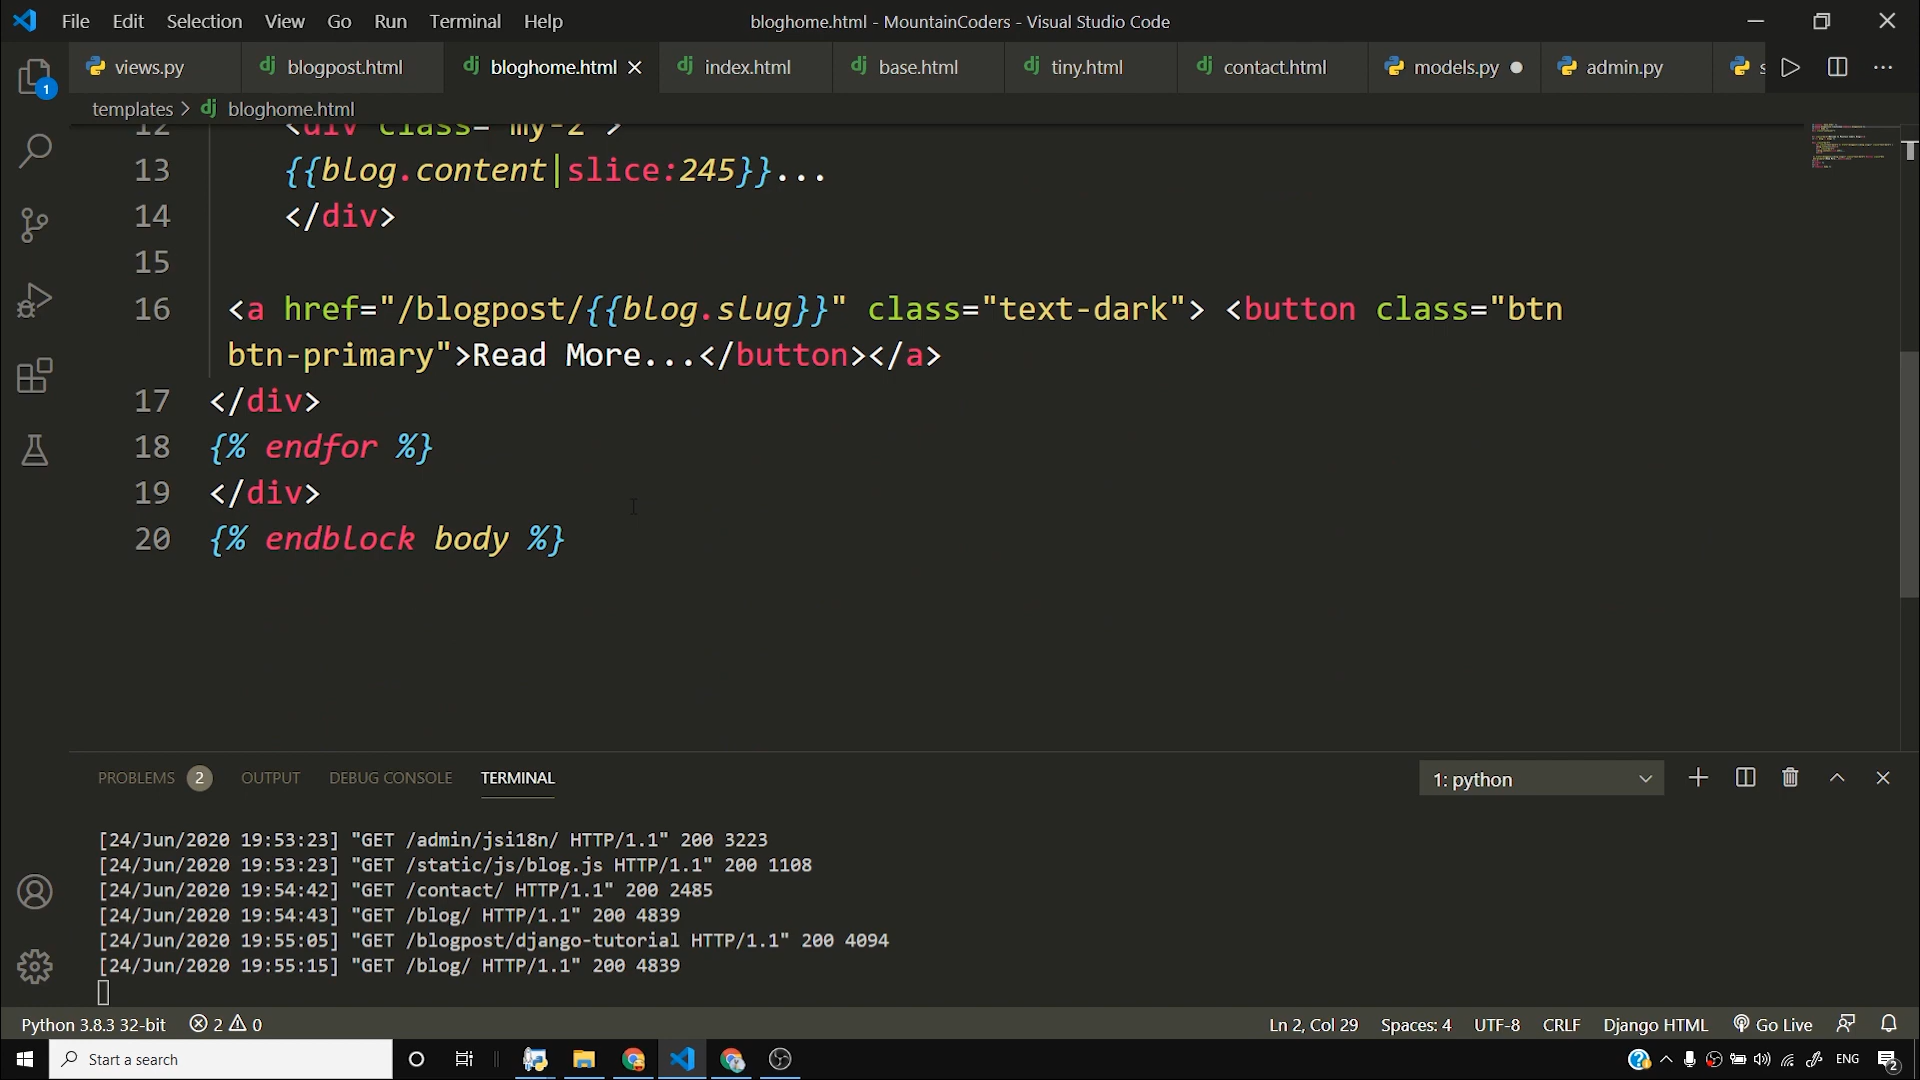 File Edit Selection View Go Run Terminal Help
bloghome.html - MountainCoders - Visual Studio Code
views.py blogpost.html bloghome.html index.html base.html tiny.html contact.html models.py admin.py s
templates > bloghome.html
12 <div class="my-2">
13 {{blog.content|slice:245}}...
14 </div>
15
16 <a href="/blogpost/{{blog.slug}}" class="text-dark"> <button class="btn
btn-primary">Read More...</button></a>
17 </div>
18 {% endfor %}
19 </div>
20 {% endblock body %}
1
PROBLEMS 2 OUTPUT DEBUG CONSOLE TERMINAL
1: python
[24/Jun/2020 19:53:23] "GET /admin/jsi18n/ HTTP/1.1" 200 3223
[24/Jun/2020 19:53:23] "GET /static/js/blog.js HTTP/1.1" 200 1108
[24/Jun/2020 19:54:42] "GET /contact/ HTTP/1.1" 200 2485
[24/Jun/2020 19:54:43] "GET /blog/ HTTP/1.1" 200 4839
[24/Jun/2020 19:55:05] "GET /blogpost/django-tutorial HTTP/1.1" 200 4094
[24/Jun/2020 19:55:15] "GET /blog/ HTTP/1.1" 200 4839
Python 3.8.3 32-bit 2 0
Ln 2, Col 29 Spaces: 4 UTF-8 CRLF Django HTML Go Live
Start a search
ENG
2